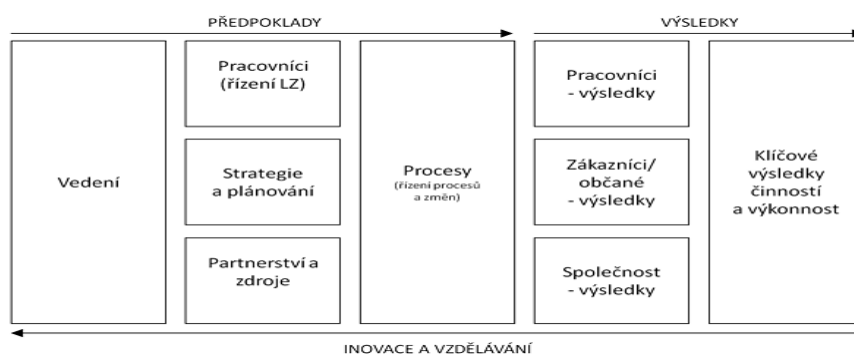 PŘEDPOKLADY
VÝSLEDKY
Vedení
Pracovníci
(řízení LZ)
Strategie
a plánování
Partnerství a
zdroje
Procesy
(řízení procesů
a změn)
Pracovníci
- výsledky
Zákazníci/
občané
- výsledky
Společnost
- výsledky
Klíčové
výsledky
činností
a výkonnost
INOVACE A VZDĚLÁVÁNÍ